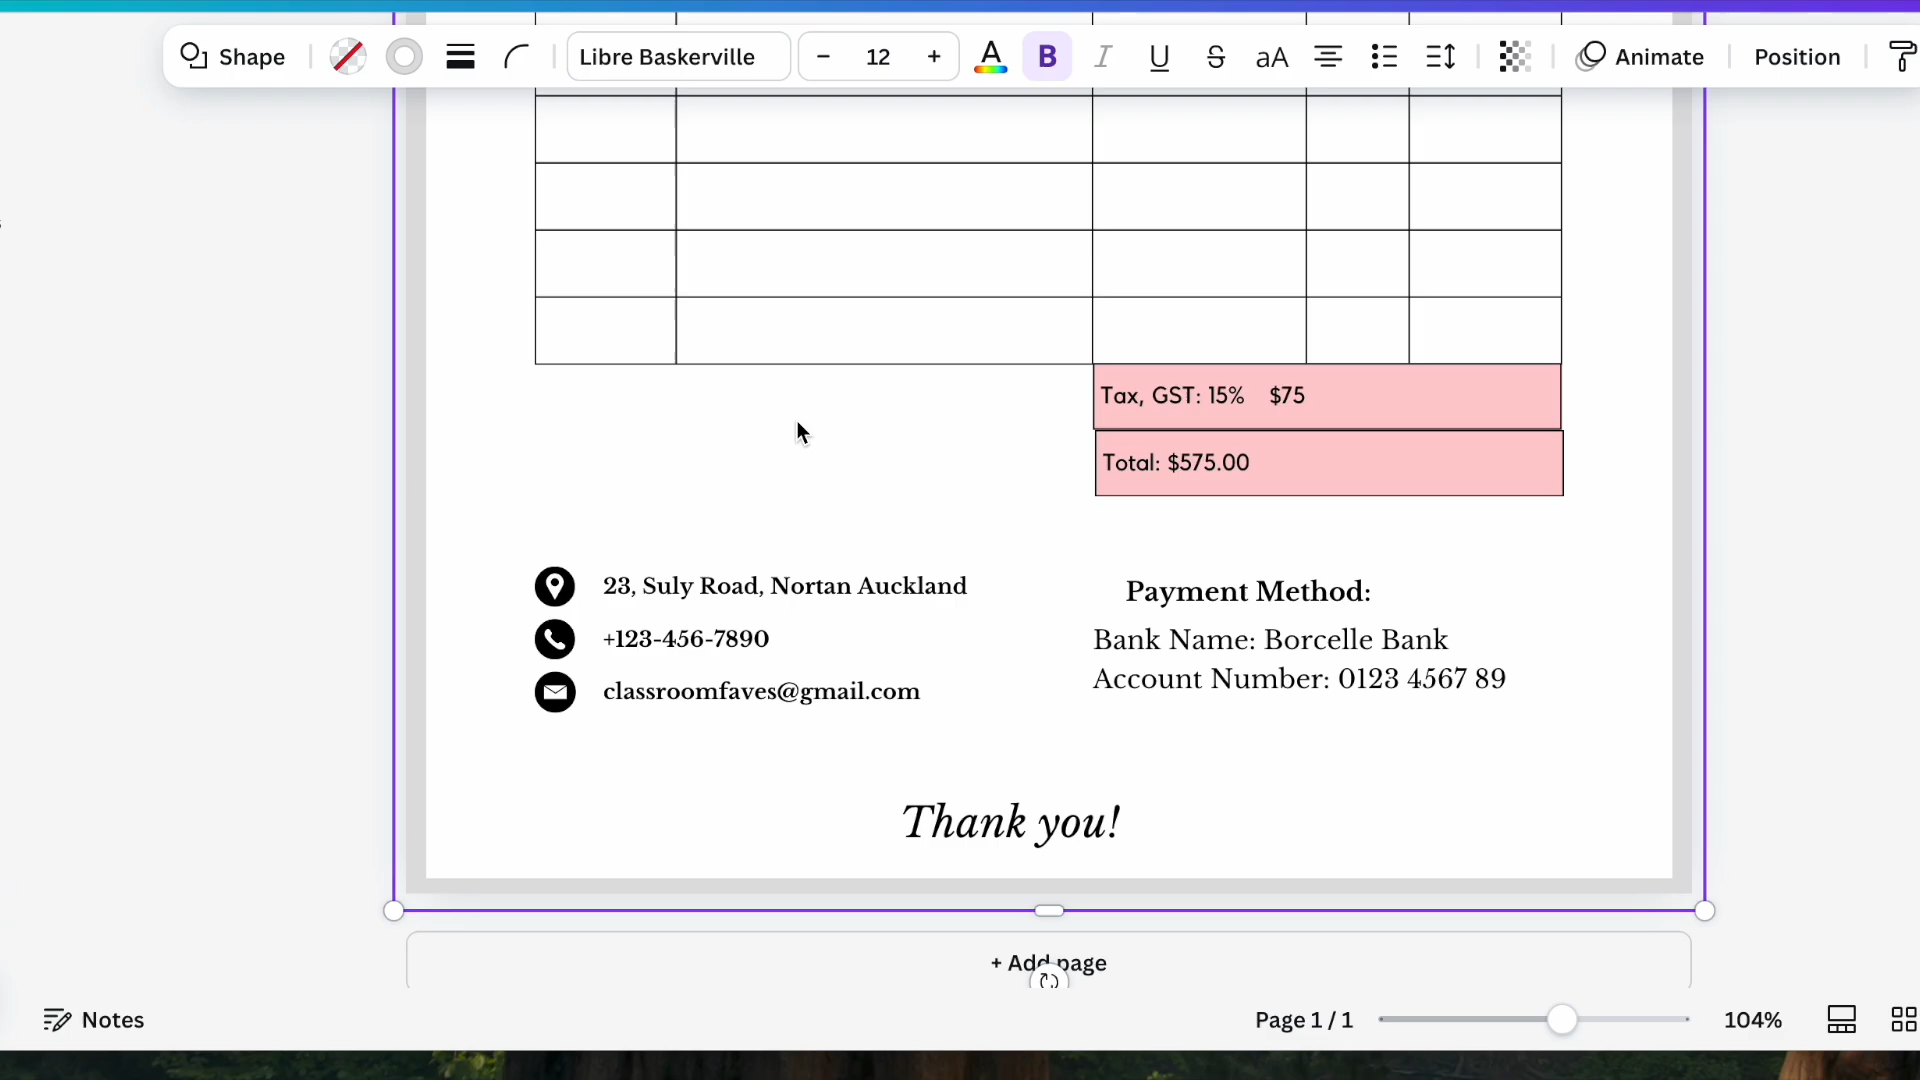 Shape
Libre Baskerville
− 12 +
A B I U S aA
Animate
Position
Tax, GST: 15% $75
Total: $575.00
23, Suly Road, Nortan Auckland
+123-456-7890
classroomfaves@gmail.com
Payment Method:
Bank Name: Borcelle Bank
Account Number: 0123 4567 89
Thank you!
+ Add page
Notes
Page 1 / 1
104%